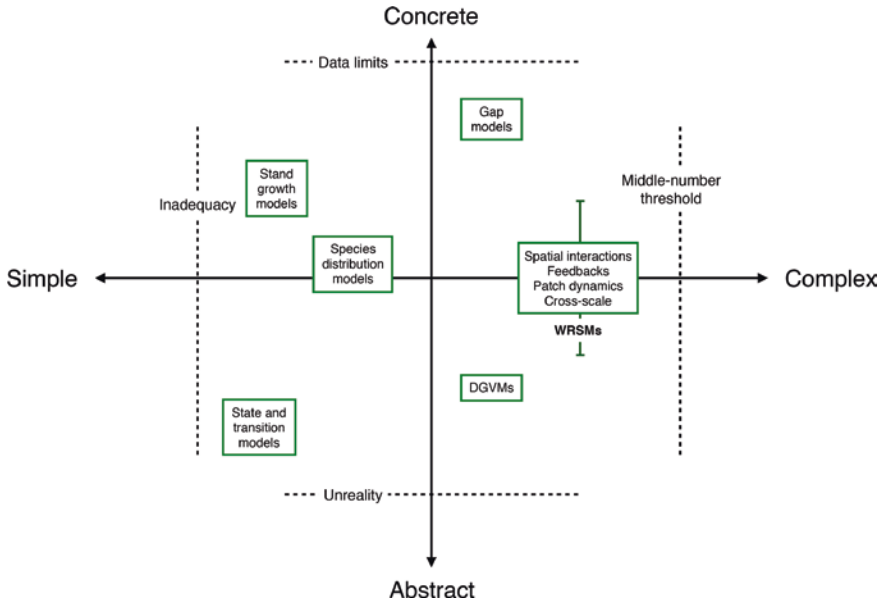 Concrete
Data limits
Gap
models
Stand
growth
models
Middle-number
threshold
Inadequacy
Species
distribution
models
Spatial interactions
Feedbacks
Patch dynamics
Cross-scale
Simple
Complex
WRSMs
DGVMs
State and
transition
models
Unreality
Abstract